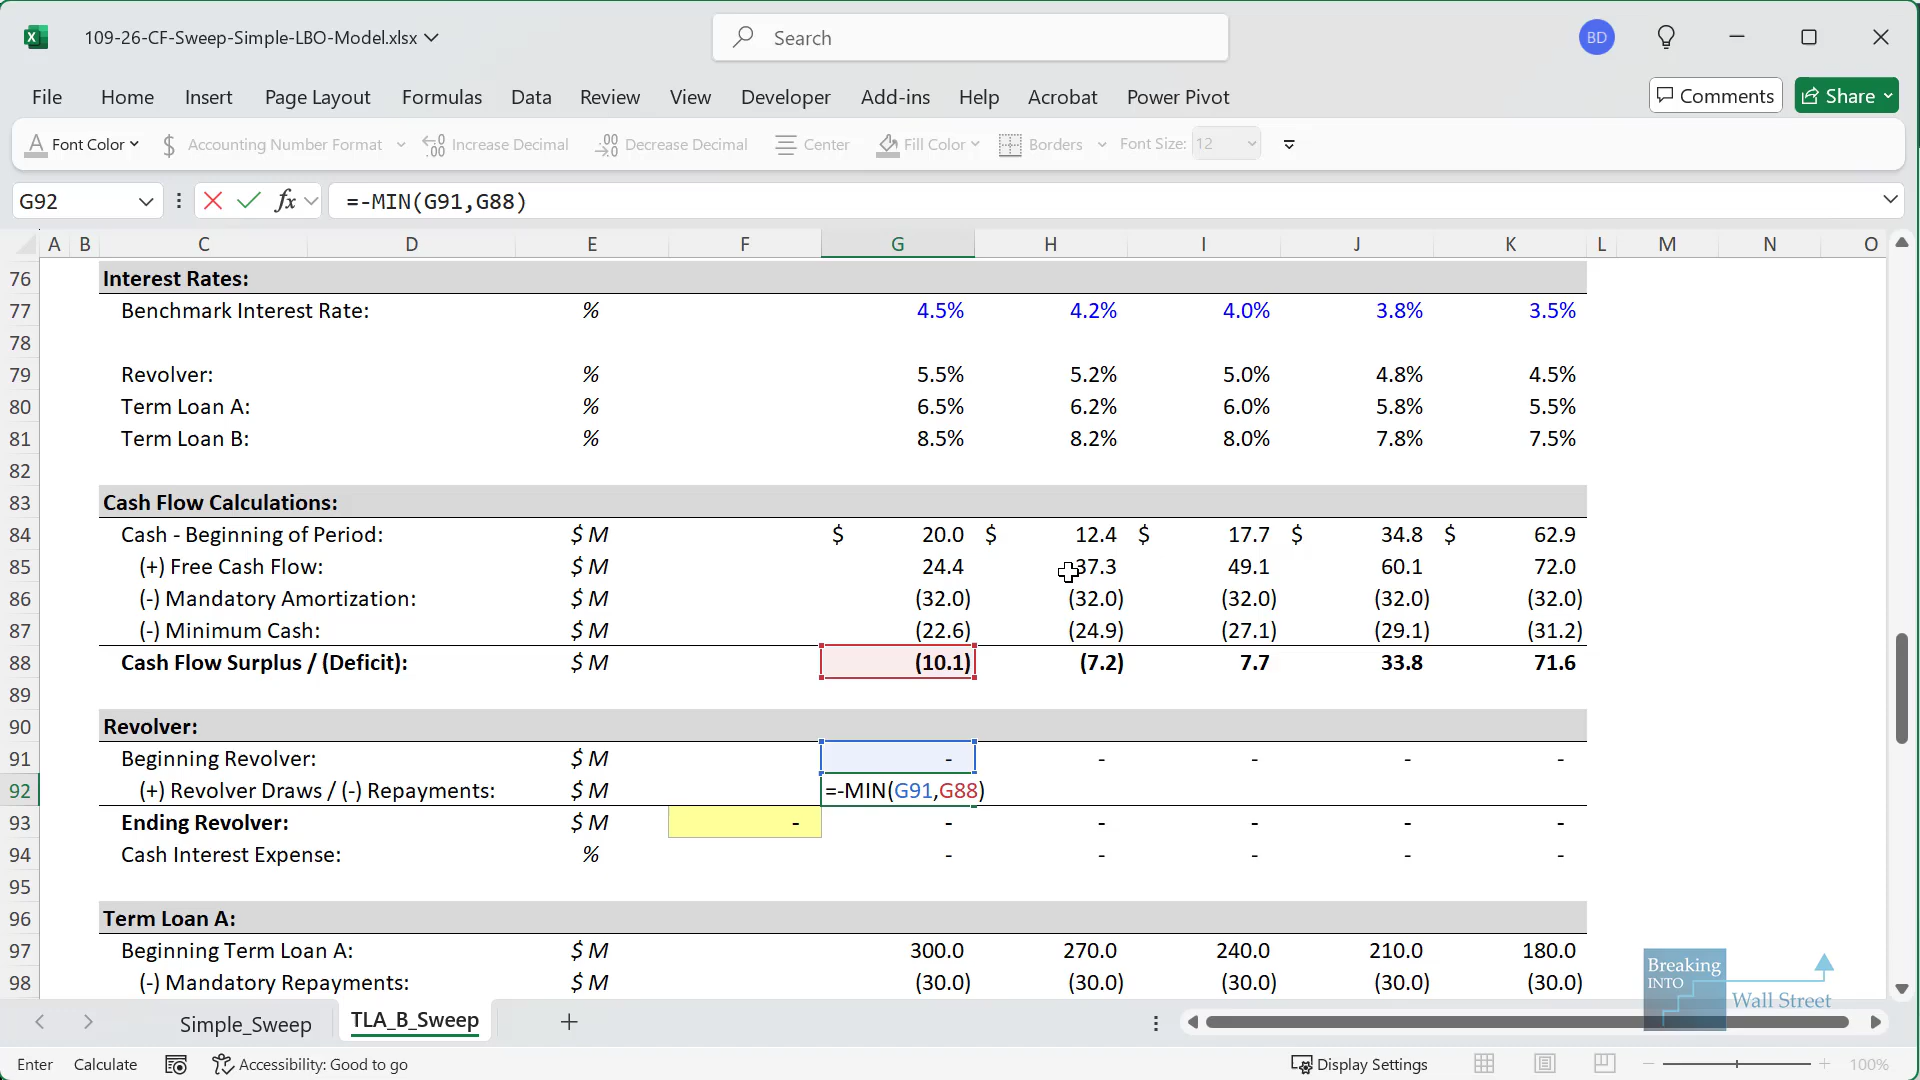 109-26-CF-Sweep-Simple-LBO-Model.xlsx
Search
BD
File Home Insert Page Layout Formulas Data Review View Developer Add-ins Help Acrobat Power Pivot
Comments Share
Font Color $ Accounting Number Format Increase Decimal Decrease Decimal Center Fill Color Borders Font Size: 12
G92 fx =-MIN(G91,G88)
A B C D E F G H I J K L M N O
76 Interest Rates:
77 Benchmark Interest Rate: % 4.5% 4.2% 4.0% 3.8% 3.5%
78
79 Revolver: % 5.5% 5.2% 5.0% 4.8% 4.5%
80 Term Loan A: % 6.5% 6.2% 6.0% 5.8% 5.5%
81 Term Loan B: % 8.5% 8.2% 8.0% 7.8% 7.5%
82
83 Cash Flow Calculations:
84 Cash - Beginning of Period: $ M $ 20.0 $ 12.4 $ 17.7 $ 34.8 $ 62.9
85 (+) Free Cash Flow: $ M 24.4 37.3 49.1 60.1 72.0
86 (-) Mandatory Amortization: $ M (32.0) (32.0) (32.0) (32.0) (32.0)
87 (-) Minimum Cash: $ M (22.6) (24.9) (27.1) (29.1) (31.2)
88 Cash Flow Surplus / (Deficit): $ M (10.1) (7.2) 7.7 33.8 71.6
89
90 Revolver:
91 Beginning Revolver: $ M - - - - -
92 (+) Revolver Draws / (-) Repayments: $ M =-MIN(G91,G88)
93 Ending Revolver: $ M - - - - - -
94 Cash Interest Expense: % - - - - -
95
96 Term Loan A:
97 Beginning Term Loan A: $ M 300.0 270.0 240.0 210.0 180.0
98 (-) Mandatory Repayments: $ M (30.0) (30.0) (30.0) (30.0) (30.0)
Breaking
INTO
Wall Street
Simple_Sweep TLA_B_Sweep
Enter Calculate Accessibility: Good to go Display Settings 100%